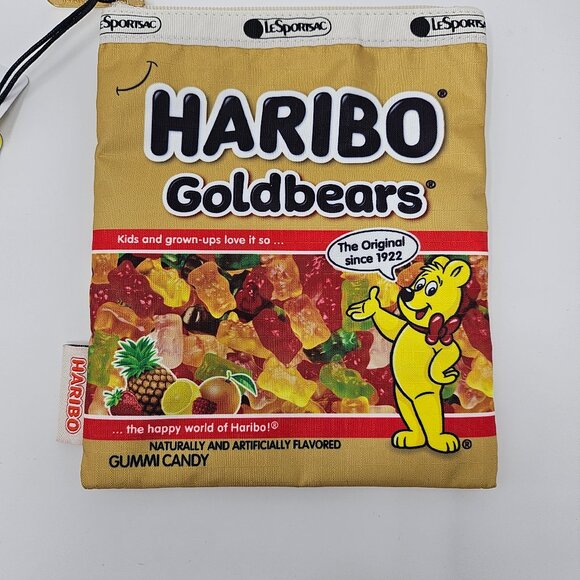 LESPORTSAC LESPORTSAC LESPORTSAC
HARIBO®
Goldbears®
Kids and grown-ups love it so ...
The Original
since 1922
HARIBO
... the happy world of Haribo!®
®
NATURALLY AND ARTIFICIALLY FLAVORED
GUMMI CANDY